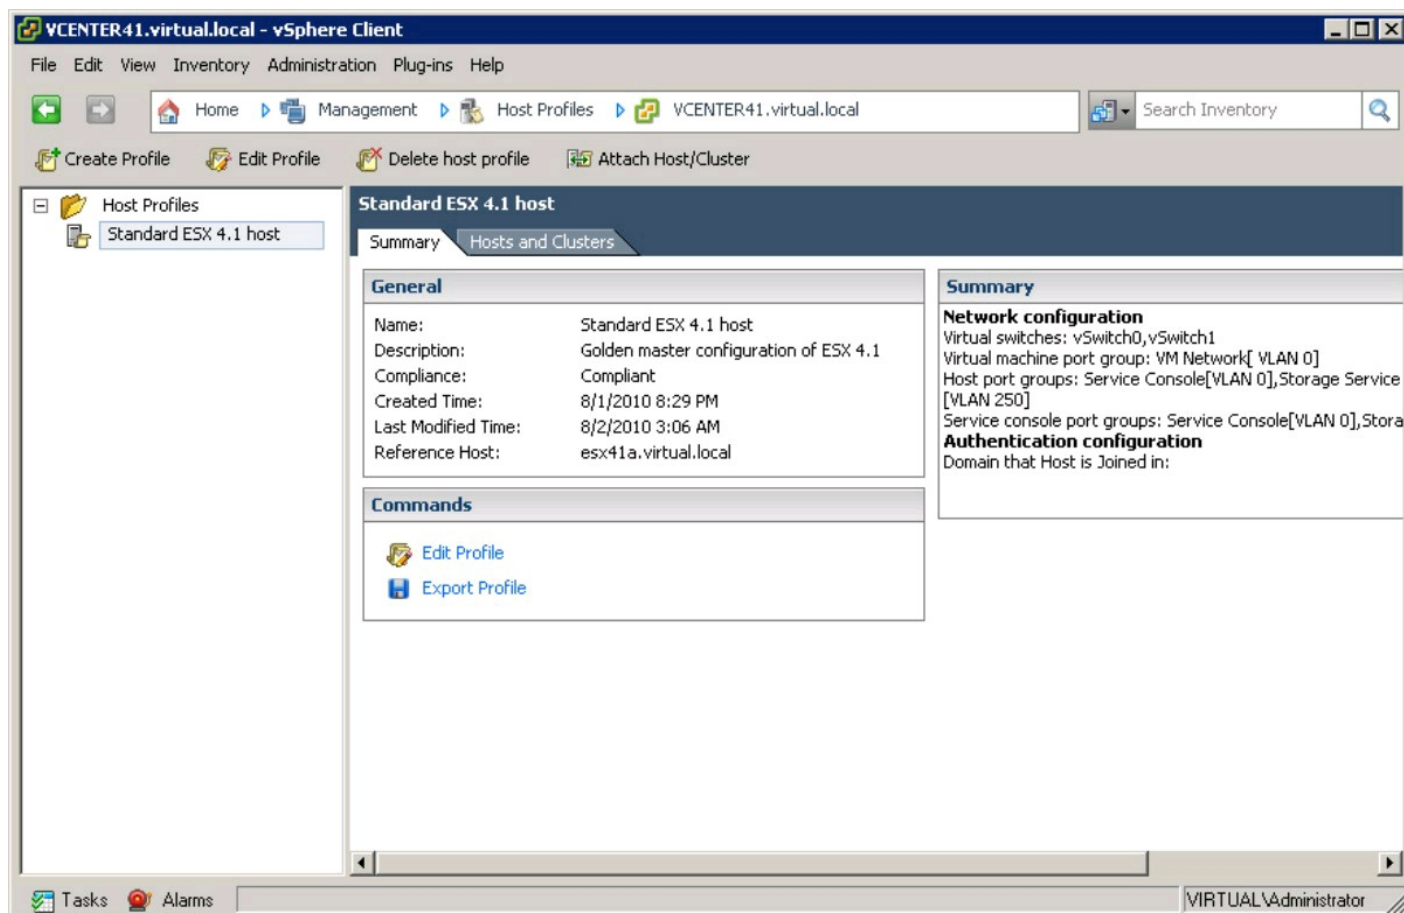 VCENTER41.virtual.local - vSphere Client
File Edit View Inventory Administration Plug-ins Help
Home Management Host Profiles VCENTER41.virtual.local Search Inventory
Create Profile Edit Profile Delete host profile Attach Host/Cluster
Host Profiles
Standard ESX 4.1 host
Standard ESX 4.1 host
Summary Hosts and Clusters
General
Name: Standard ESX 4.1 host
Description: Golden master configuration of ESX 4.1
Compliance: Compliant
Created Time: 8/1/2010 8:29 PM
Last Modified Time: 8/2/2010 3:06 AM
Reference Host: esx41a.virtual.local
Commands
Edit Profile
Export Profile
Summary
Network configuration
Virtual switches: vSwitch0,vSwitch1
Virtual machine port group: VM Network[ VLAN 0]
Host port groups: Service Console[VLAN 0],Storage Service
[VLAN 250]
Service console port groups: Service Console[VLAN 0],Stora
Authentication configuration
Domain that Host is Joined in:
Tasks Alarms VIRTUAL\Administrator